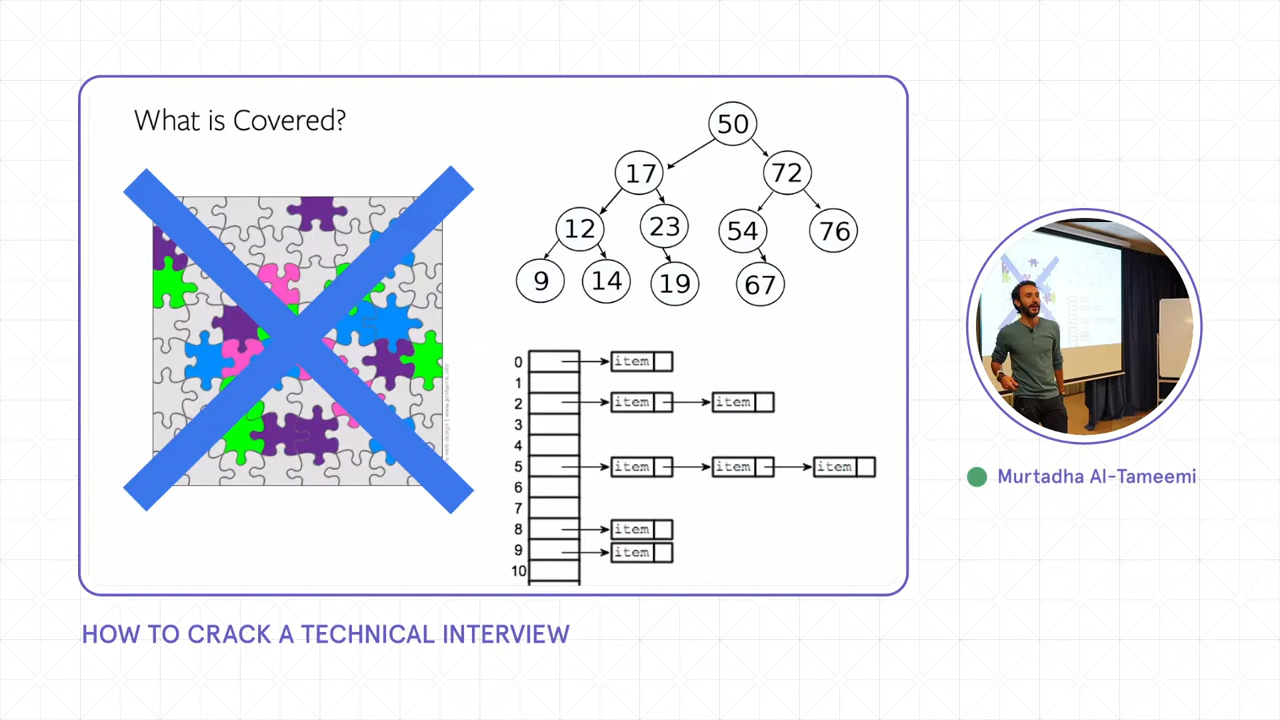 What is Covered?
50
17
72
12
23
54
76
9
14
19
67
0
item
1
2
item
item
3
4
5
item
item
item
6
7
8
item
9
item
10
Murtadha Al-Tameemi
HOW TO CRACK A TECHNICAL INTERVIEW